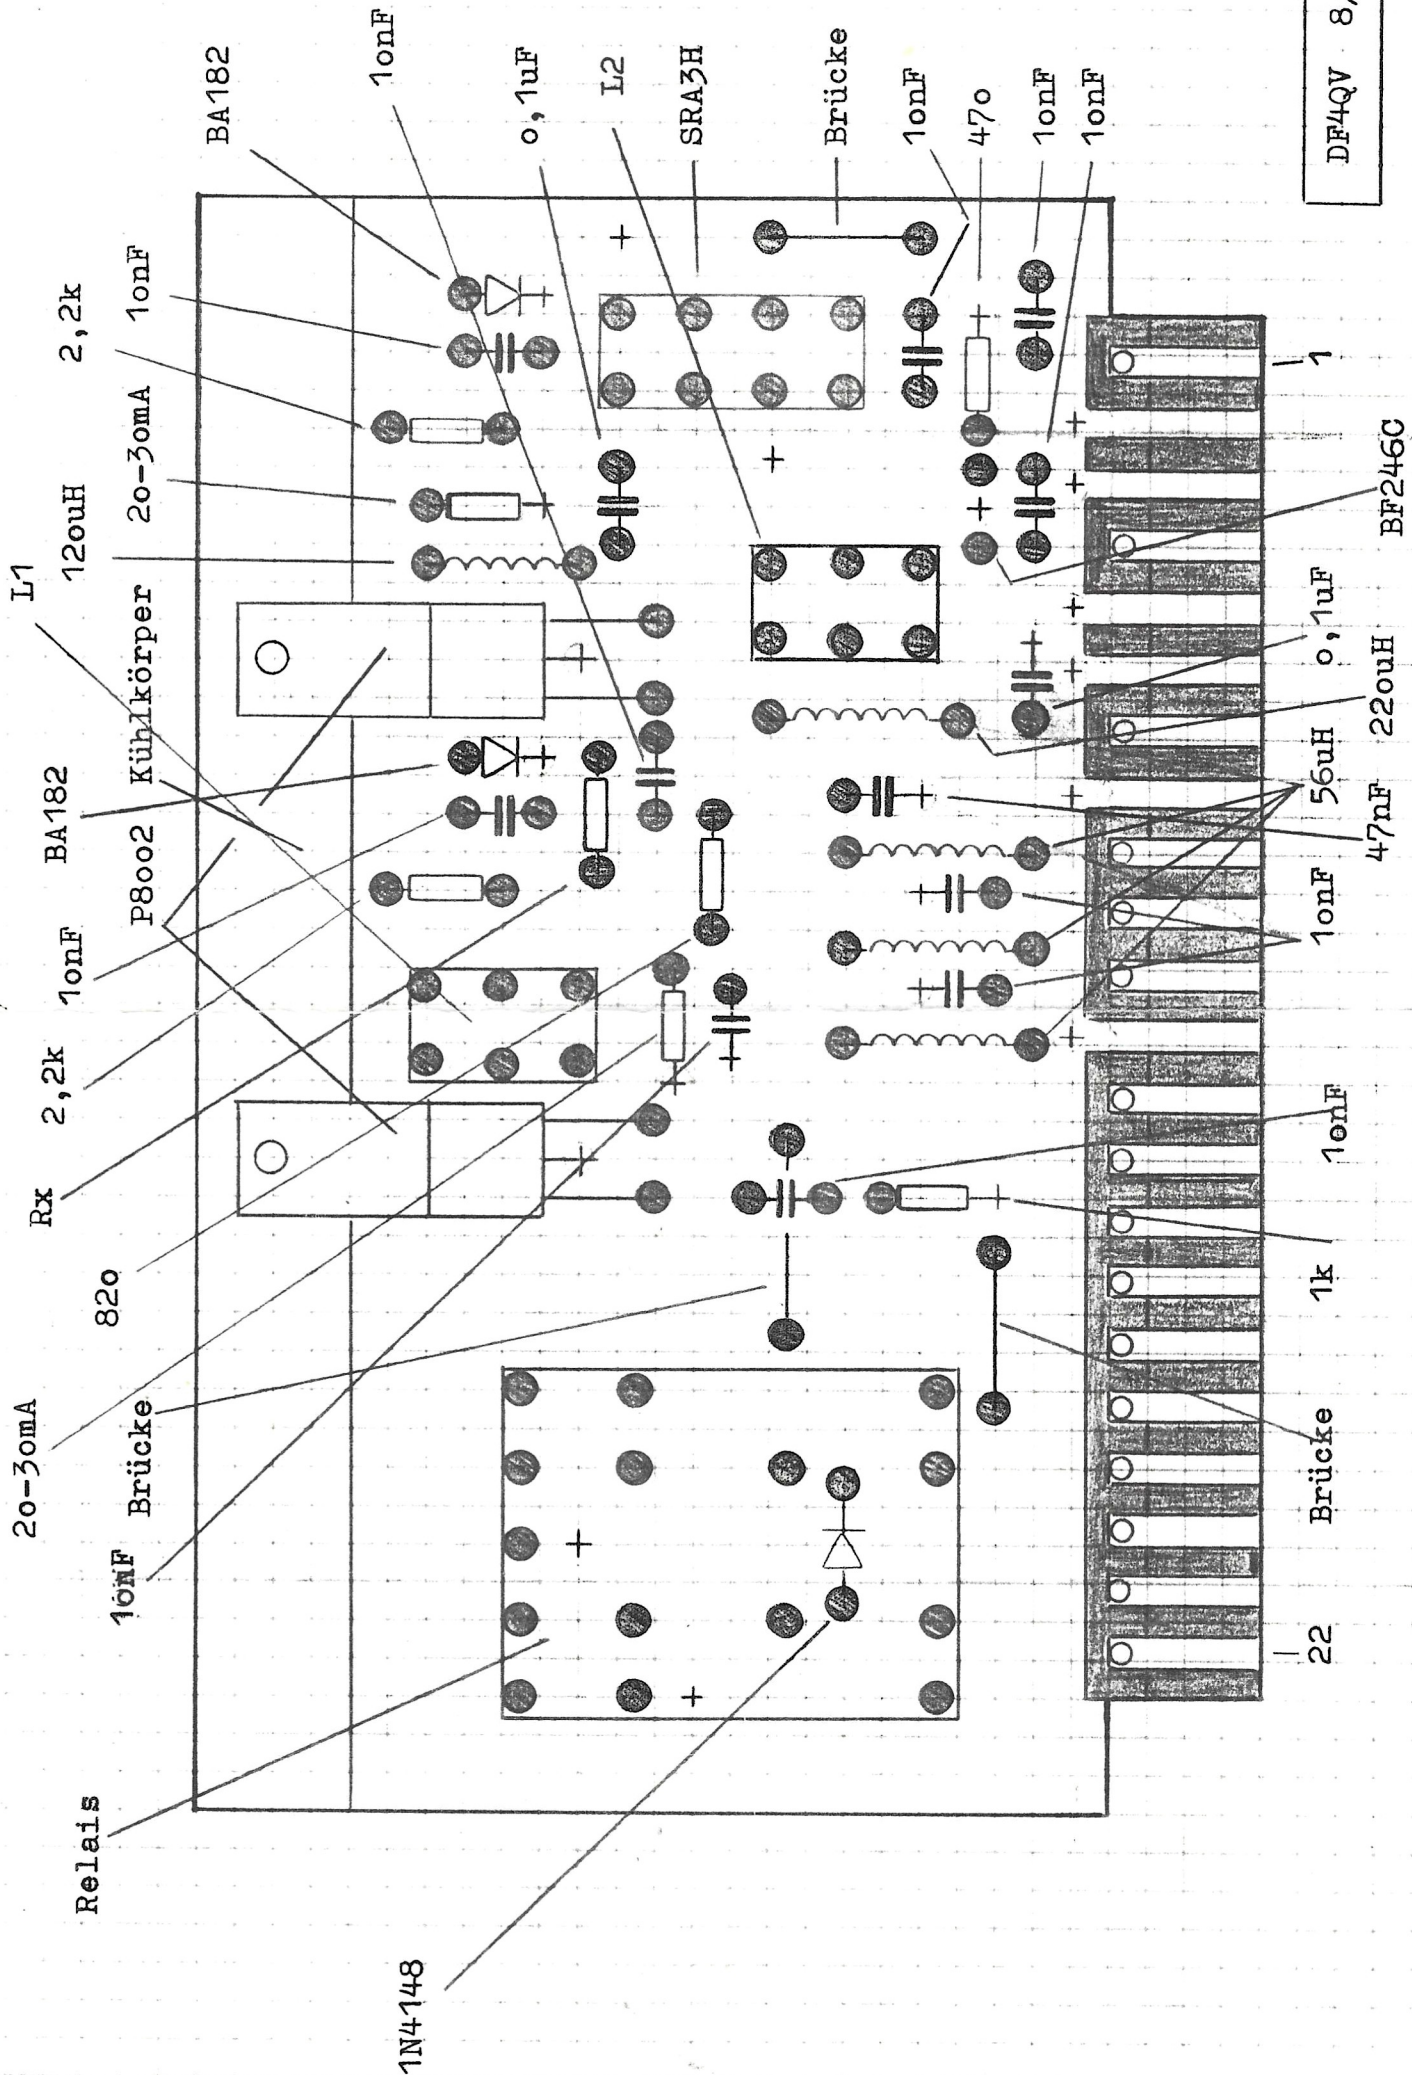 Relais
1N4148
2o-3omA
1onF
Brücke
82o
Rx
2,2k
1onF
BA182
P8oo2
Kühlkörper
L1
12ouH
2o-3omA
2,2k
1onF
BA182
1onF
o,1uF
L2
SRA3H
Brücke
1onF
47o
1onF
1onF
22
Brücke
1k
1onF
1onF
47nF
56uH
22ouH
o,1uF
BF246C
1
DF4QV 8/